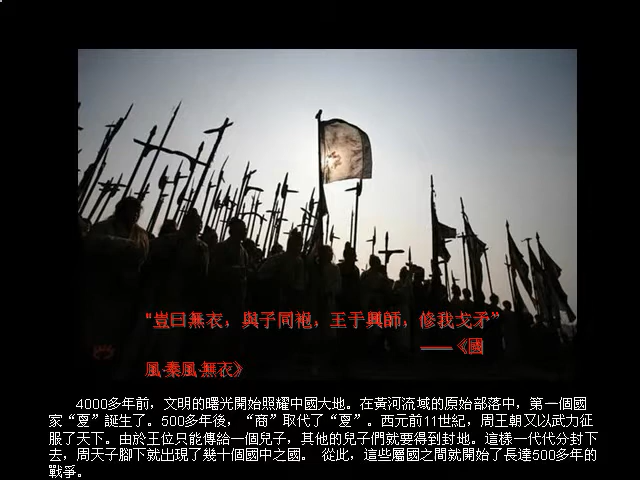 "豈曰無衣，與子同袍，王于興師，修我戈矛”
——《國
風·秦風·無衣》
4000多年前，文明的曙光開始照耀中國大地。在黃河流域的原始部落中，第一個國
家“夏”誕生了。500多年後，“商”取代了“夏”。西元前11世紀，周王朝又以武力征
服了天下。由於王位只能傳給一個兒子，其他的兒子們就要得到封地。這樣一代代分封下
去，周天子腳下就出現了幾十個國中之國。 從此，這些屬國之間就開始了長達500多年的
戰爭。